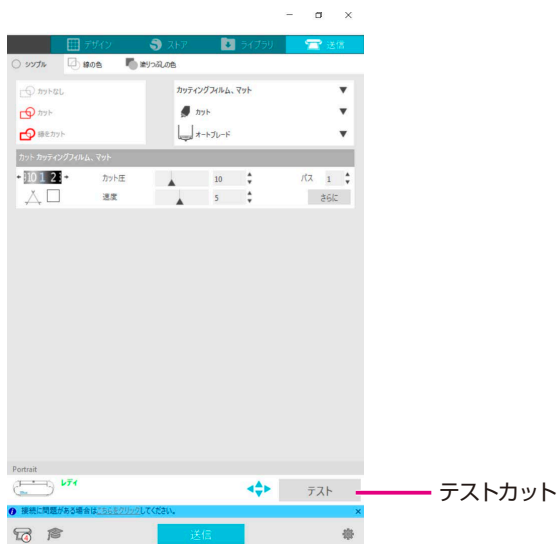 デザイン ストア ライブラリ 送信
シンプル 線の色 塗りつぶしの色
カットなし カッティングフィルム、マット
カット カット
線をカット オートブレード
カット カッティングフィルム、マット
10 1 2 カット圧 10 パス 1
速度 5 さらに
Portrait
レディ テスト テストカット
接続に問題がある場合はこちらをクリックしてください。
送信